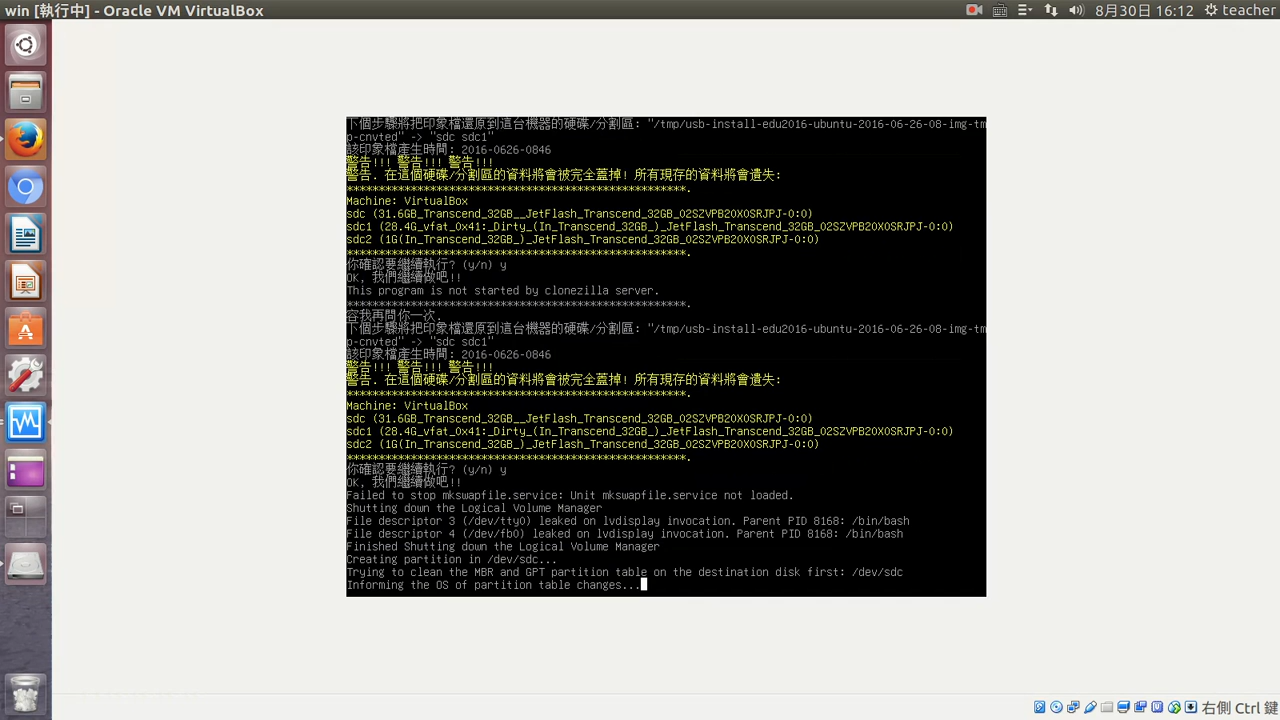 win [執行中] - Oracle VM VirtualBox
8月30日 16:12
teacher
下個步驟將把印象檔還原到這台機器的硬碟/分割區: "/tmp/usb-install-edu2016-ubuntu-2016-06-26-08-img-tm
p-cnvted" -> "sdc sdc1"
該印象檔產生時間: 2016-0626-0846
警告!!! 警告!!! 警告!!!
警告. 在這個硬碟/分割區的資料將會被完全蓋掉! 所有現存的資料將會遺失:
*****************************************************.
Machine: VirtualBox
sdc (31.6GB_Transcend_32GB__JetFlash_Transcend_32GB_02SZVPB20X0SRJPJ-0:0)
sdc1 (28.4G_vfat_0x41:_Dirty_(In_Transcend_32GB_)_JetFlash_Transcend_32GB_02SZVPB20X0SRJPJ-0:0)
sdc2 (1G(In_Transcend_32GB_)_JetFlash_Transcend_32GB_02SZVPB20X0SRJPJ-0:0)
*****************************************************.
你確認要繼續執行? (y/n) y
OK, 我們繼續做吧!!
This program is not started by clonezilla server.
*****************************************************.
容我再問你一次.
下個步驟將把印象檔還原到這台機器的硬碟/分割區: "/tmp/usb-install-edu2016-ubuntu-2016-06-26-08-img-tm
p-cnvted" -> "sdc sdc1"
該印象檔產生時間: 2016-0626-0846
警告!!! 警告!!! 警告!!!
警告. 在這個硬碟/分割區的資料將會被完全蓋掉! 所有現存的資料將會遺失:
*****************************************************.
Machine: VirtualBox
sdc (31.6GB_Transcend_32GB__JetFlash_Transcend_32GB_02SZVPB20X0SRJPJ-0:0)
sdc1 (28.4G_vfat_0x41:_Dirty_(In_Transcend_32GB_)_JetFlash_Transcend_32GB_02SZVPB20X0SRJPJ-0:0)
sdc2 (1G(In_Transcend_32GB_)_JetFlash_Transcend_32GB_02SZVPB20X0SRJPJ-0:0)
*****************************************************.
你確認要繼續執行? (y/n) y
OK, 我們繼續做吧!!
Failed to stop mkswapfile.service: Unit mkswapfile.service not loaded.
Shutting down the Logical Volume Manager
File descriptor 3 (/dev/tty0) leaked on lvdisplay invocation. Parent PID 8168: /bin/bash
File descriptor 4 (/dev/fb0) leaked on lvdisplay invocation. Parent PID 8168: /bin/bash
Finished Shutting down the Logical Volume Manager
Creating partition in /dev/sdc...
Trying to clean the MBR and GPT partition table on the destination disk first: /dev/sdc
Informing the OS of partition table changes...
右側 Ctrl 鍵